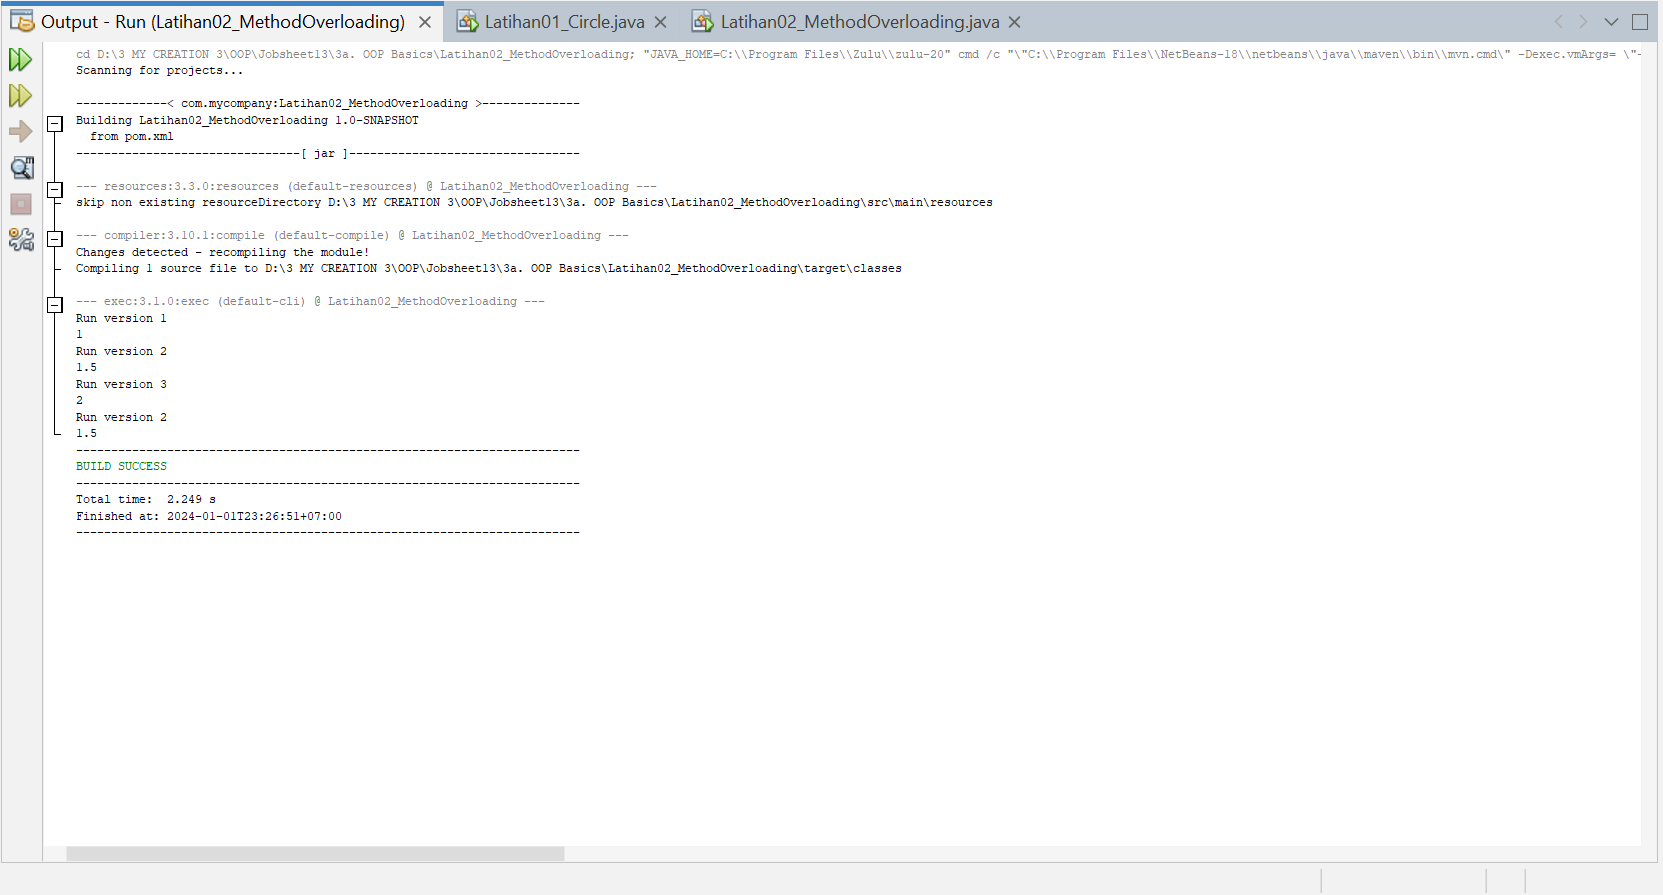 Output - Run (Latihan02_MethodOverloading) Latihan01_Circle.java Latihan02_MethodOverloading.java
cd D:\3 MY CREATION 3\OOP\Jobsheet13\3a. OOP Basics\Latihan02_MethodOverloading; "JAVA_HOME=C:\\Program Files\\Zulu\\zulu-20" cmd /c "\"C:\\Program Files\\NetBeans-18\\netbeans\\java\\maven\\bin\\mvn.cmd\" -Dexec.vmArgs= \"-
Scanning for projects...
-------------< com.mycompany:Latihan02_MethodOverloading >--------------
Building Latihan02_MethodOverloading 1.0-SNAPSHOT
from pom.xml
--------------------------------[ jar ]---------------------------------
--- resources:3.3.0:resources (default-resources) @ Latihan02_MethodOverloading ---
skip non existing resourceDirectory D:\3 MY CREATION 3\OOP\Jobsheet13\3a. OOP Basics\Latihan02_MethodOverloading\src\main\resources
--- compiler:3.10.1:compile (default-compile) @ Latihan02_MethodOverloading ---
Changes detected - recompiling the module!
Compiling 1 source file to D:\3 MY CREATION 3\OOP\Jobsheet13\3a. OOP Basics\Latihan02_MethodOverloading\target\classes
--- exec:3.1.0:exec (default-cli) @ Latihan02_MethodOverloading ---
Run version 1
1
Run version 2
1.5
Run version 3
2
Run version 2
1.5
------------------------------------------------------------------------
BUILD SUCCESS
------------------------------------------------------------------------
Total time:  2.249 s
Finished at: 2024-01-01T23:26:51+07:00
------------------------------------------------------------------------